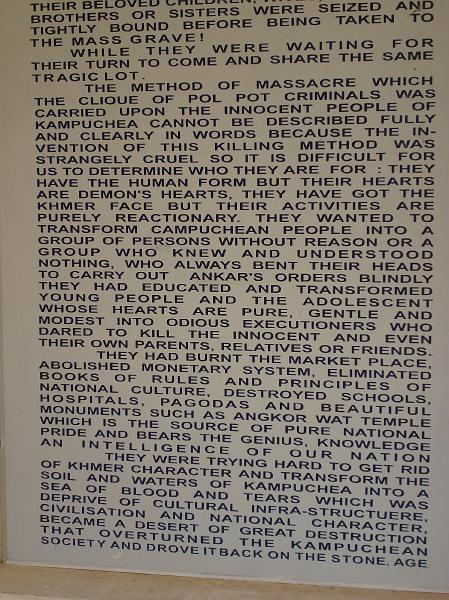 THEIR BELOVED CHILDREN,
BROTHERS OR SISTERS WERE SEIZED AND
TIGHTLY BOUND BEFORE BEING TAKEN TO
THE MASS GRAVE!
WHILE THEY WERE WAITING FOR
THEIR TURN TO COME AND SHARE THE SAME
TRAGIC LOT.
THE METHOD OF MASSACRE WHICH
THE CLIQUE OF POL POT CRIMINALS WAS
CARRIED UPON THE INNOCENT PEOPLE OF
KAMPUCHEA CANNOT BE DESCRIBED FULLY
AND CLEARLY IN WORDS BECAUSE THE IN-
VENTION OF THIS KILLING METHOD WAS
STRANGELY CRUEL SO IT IS DIFFICULT FOR
US TO DETERMINE WHO THEY ARE FOR : THEY
HAVE THE HUMAN FORM BUT THEIR HEARTS
ARE DEMON'S HEARTS, THEY HAVE GOT THE
KHMER FACE BUT THEIR ACTIVITIES ARE
PURELY REACTIONARY. THEY WANTED TO
TRANSFORM CAMPUCHEAN PEOPLE INTO A
GROUP OF PERSONS WITHOUT REASON OR A
GROUP WHO KNEW AND UNDERSTOOD
NOTHING, WHO ALWAYS BENT THEIR HEADS
TO CARRY OUT ANKAR'S ORDERS BLINDLY
THEY HAD EDUCATED AND TRANSFORMED
YOUNG PEOPLE AND THE ADOLESCENT
WHOSE HEARTS ARE PURE, GENTLE AND
MODEST INTO ODIOUS EXECUTIONERS WHO
DARED TO KILL THE INNOCENT AND EVEN
THEIR OWN PARENTS, RELATIVES OR FRIENDS.
THEY HAD BURNT THE MARKET PLACE,
ABOLISHED MONETARY SYSTEM, ELIMINATED
BOOKS OF RULES AND PRINCIPLES OF
NATIONAL CULTURE, DESTROYED SCHOOLS,
HOSPITALS, PAGODAS AND BEAUTIFUL
MONUMENTS SUCH AS ANGKOR WAT TEMPLE
WHICH IS THE SOURCE OF PURE NATIONAL
PRIDE AND BEARS THE GENIUS, KNOWLEDGE
AN INTELLIGENCE OF OUR NATION
THEY WERE TRYING HARD TO GET RID
OF KHMER CHARACTER AND TRANSFORM THE
SOIL AND WATERS OF KAMPUCHEA INTO A
SEA OF BLOOD AND TEARS WHICH WAS
DEPRIVE OF CULTURAL INFRA-STRUCTUERE,
CIVILISATION AND NATIONAL CHARACTER,
BECAME A DESERT OF GREAT DESTRUCTION
THAT OVERTURNED THE KAMPUCHEAN
SOCIETY AND DROVE IT BACK ON THE STONE. AGE